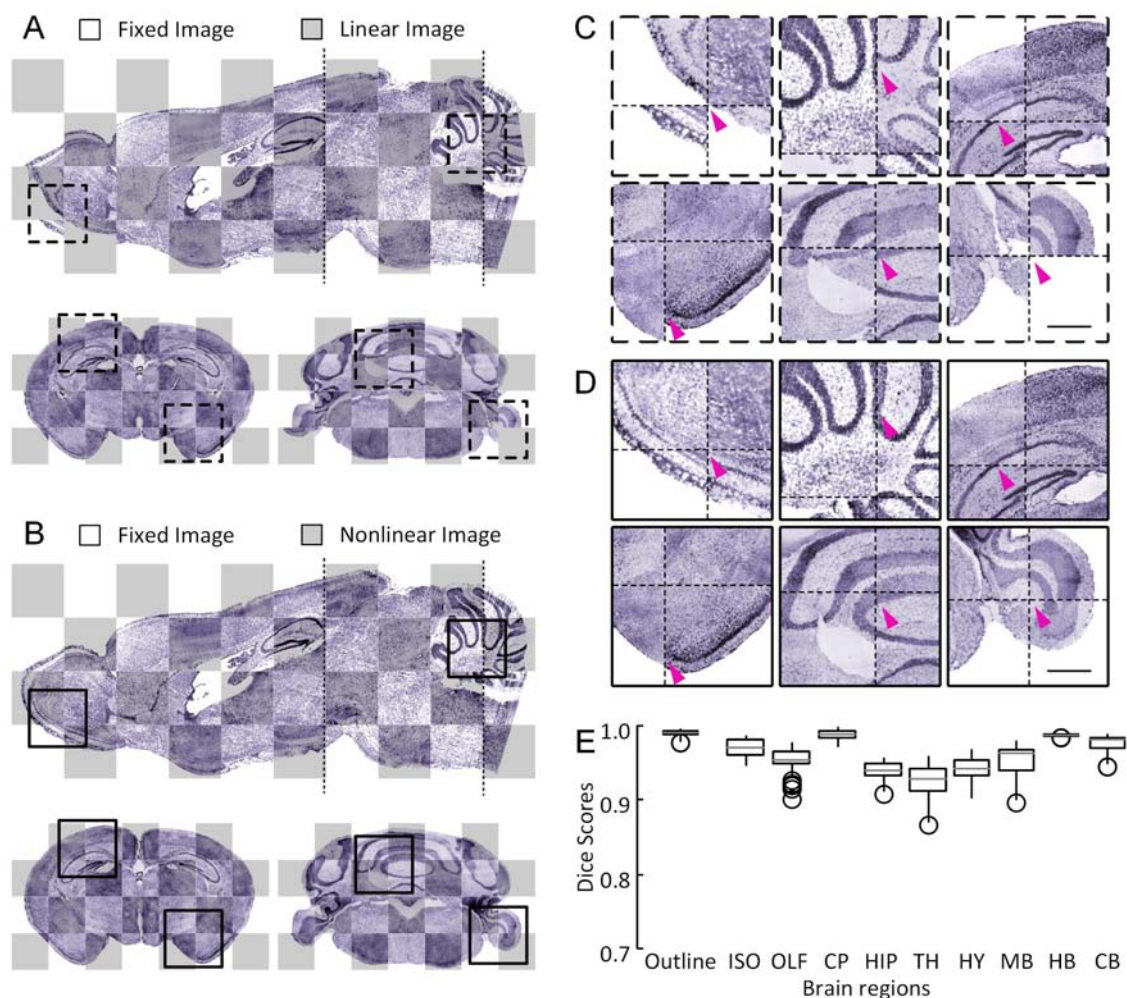 A
Fixed Image
Linear Image
B
Fixed Image
Nonlinear Image
C
D
E
Dice Scores
1.0
0.9
0.8
0.7
Outline ISO OLF CP HIP TH HY MB HB CB
Brain regions